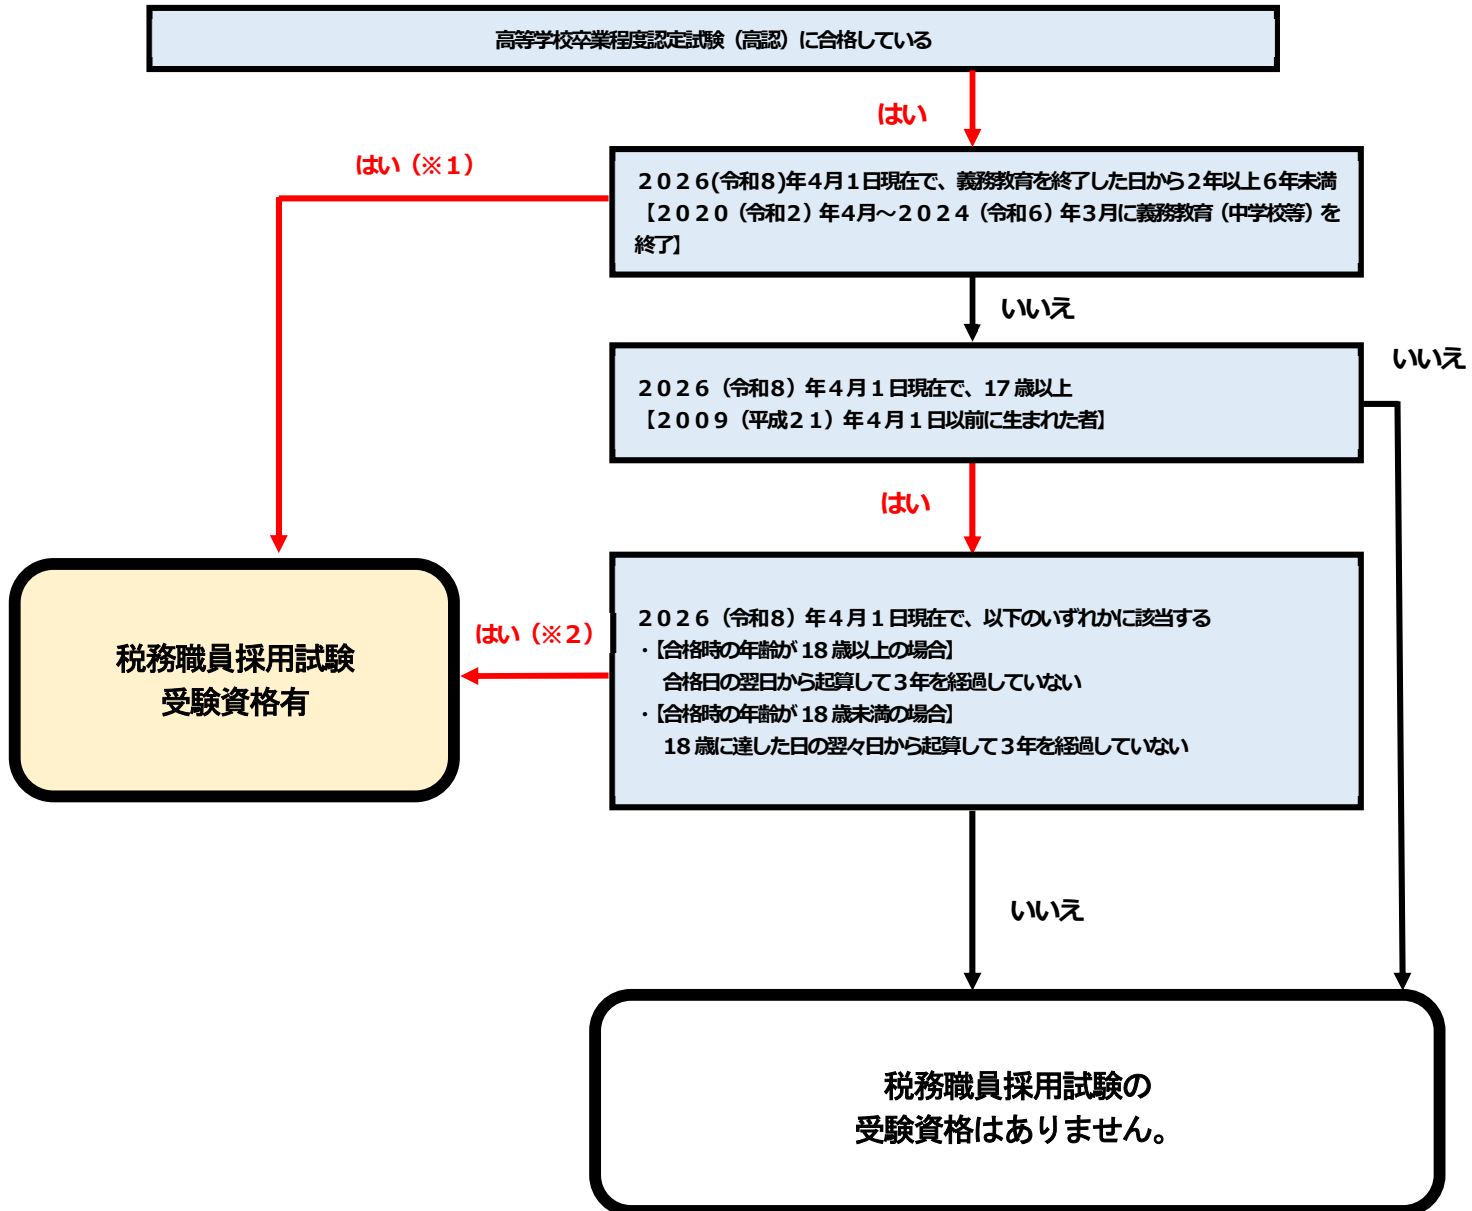 高等学校卒業程度認定試験（高認）に合格している
はい
はい（※１）
２０２６(令和８)年４月１日現在で、義務教育を終了した日から２年以上６年未満
【２０２０（令和２）年４月～２０２４（令和６）年３月に義務教育（中学校等）を
終了】
いいえ
いいえ
２０２６（令和８）年４月１日現在で、17 歳以上
【２００９（平成２１）年４月１日以前に生まれた者】
はい
２０２６（令和８）年４月１日現在で、以下のいずれかに該当する
・【合格時の年齢が 18 歳以上の場合】
合格日の翌日から起算して３年を経過していない
・【合格時の年齢が 18 歳未満の場合】
18 歳に達した日の翌々日から起算して３年を経過していない
はい（※２）
税務職員採用試験
受験資格有
いいえ
税務職員採用試験の
受験資格はありません。